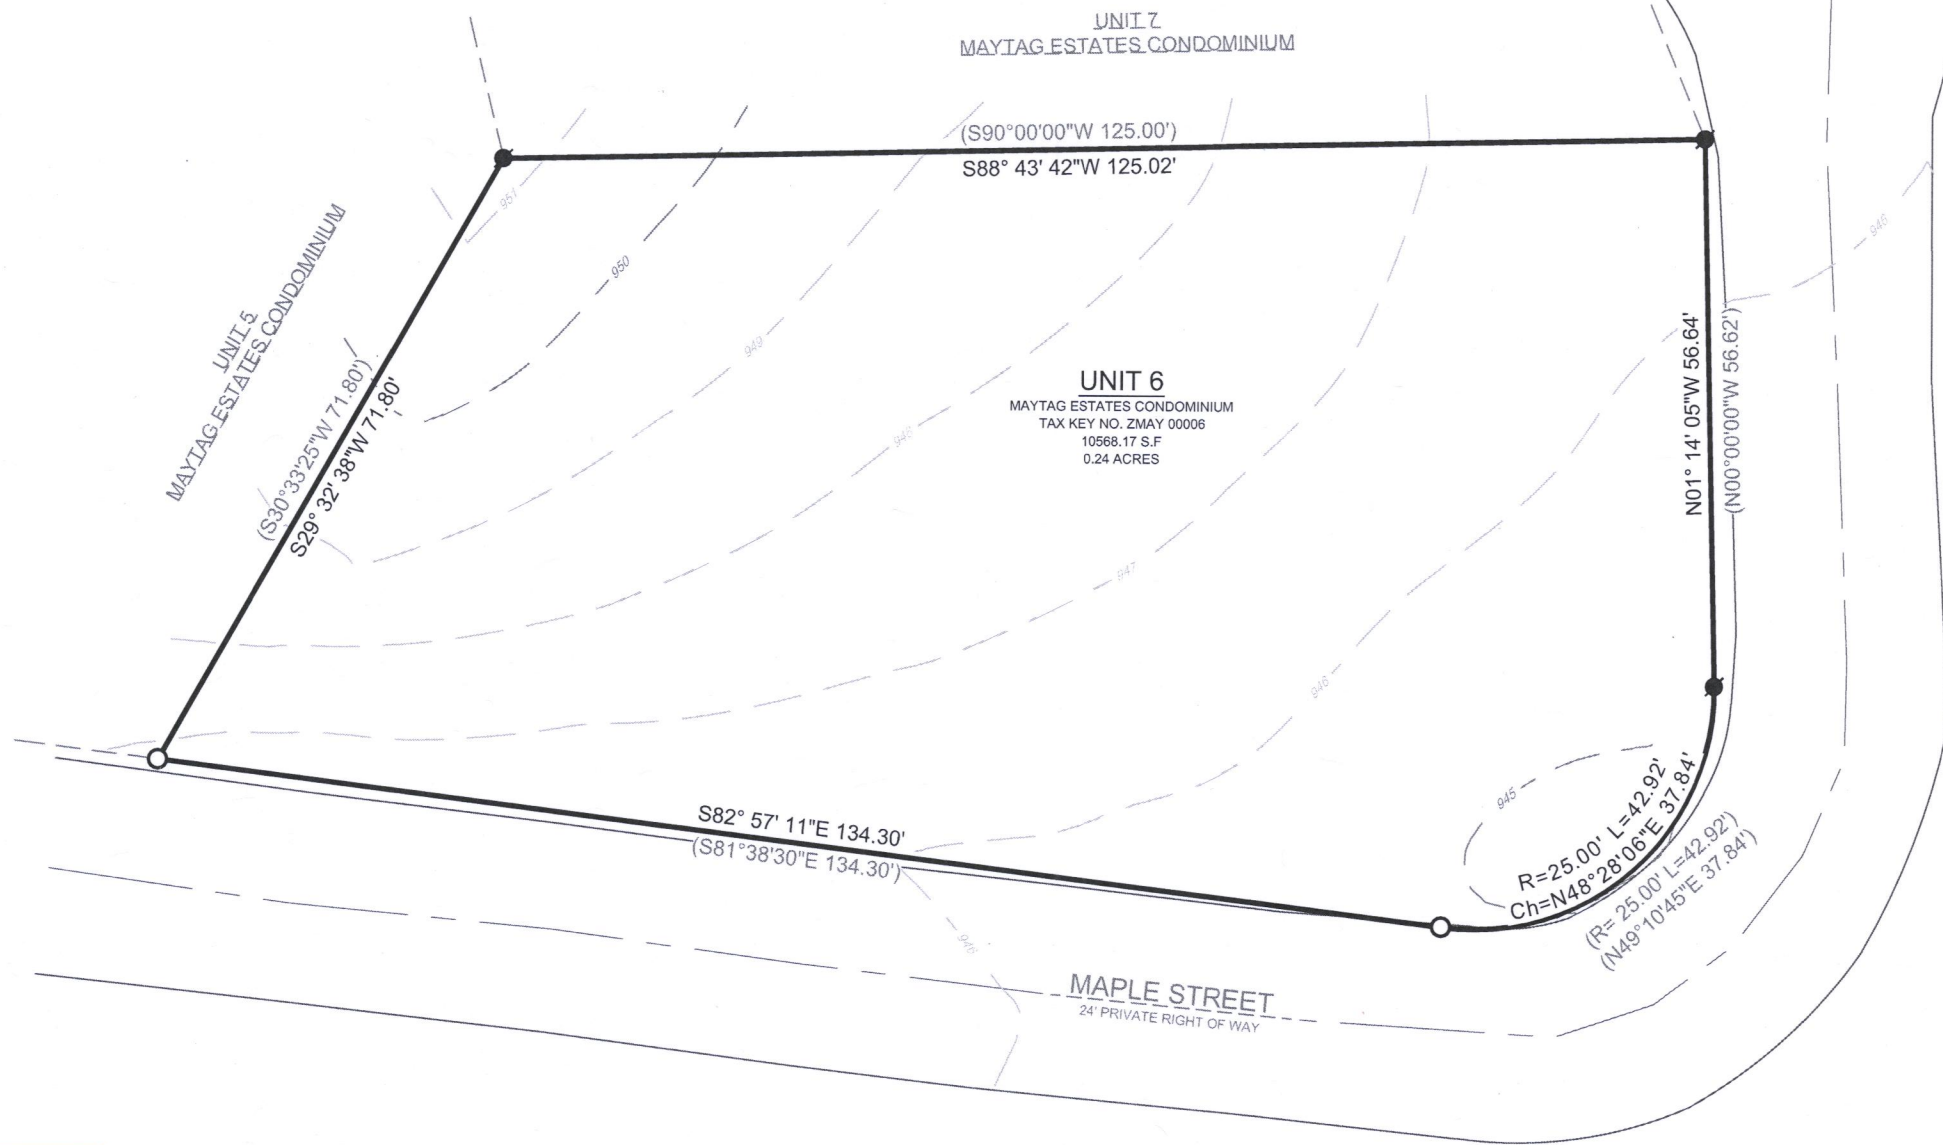 UNIT 7
MAYTAG ESTATES CONDOMINIUM
(S90°00'00"W 125.00')
S88° 43' 42"W 125.02'
951
950
949
948
947
946
946
946
945
UNIT 5
MAYTAG ESTATES CONDOMINIUM
(S30°33'25"W 71.80')
S29° 32' 38"W 71.80'
UNIT 6
MAYTAG ESTATES CONDOMINIUM
TAX KEY NO. ZMAY 00006
10568.17 S.F
0.24 ACRES
N01° 14' 05"W 56.64'
(N00°00'00"W 56.62')
S82° 57' 11"E 134.30'
(S81°38'30"E 134.30')
R=25.00' L=42.92'
Ch=N48°28'06"E 37.84'
(R= 25.00' L=42.92')
(N49°10'45"E 37.84')
MAPLE STREET
24' PRIVATE RIGHT OF WAY